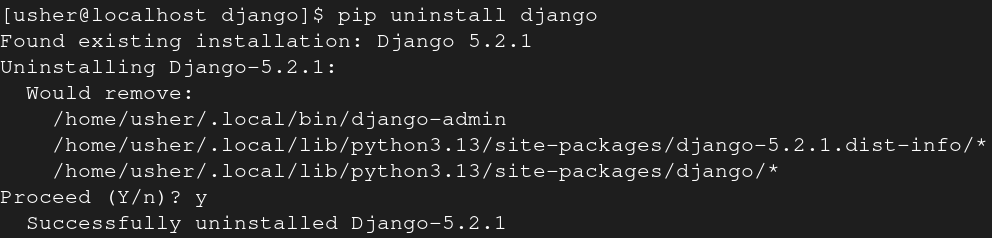 [usher@localhost django]$ pip uninstall django
Found existing installation: Django 5.2.1
Uninstalling Django-5.2.1:
  Would remove:
    /home/usher/.local/bin/django-admin
    /home/usher/.local/lib/python3.13/site-packages/django-5.2.1.dist-info/*
    /home/usher/.local/lib/python3.13/site-packages/django/*
Proceed (Y/n)? y
  Successfully uninstalled Django-5.2.1